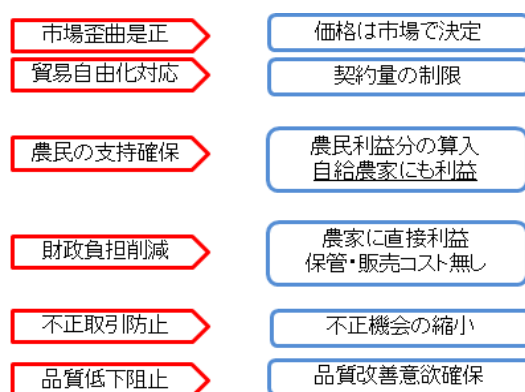 市場歪曲是正
価格は市場で決定
貿易自由化対応
契約量の制限
農民の支持確保
農民利益分の算入
自給農家にも利益
財政負担削減
農家に直接利益
保管・販売コスト無し
不正取引防止
不正機会の縮小
品質低下阻止
品質改善意欲確保